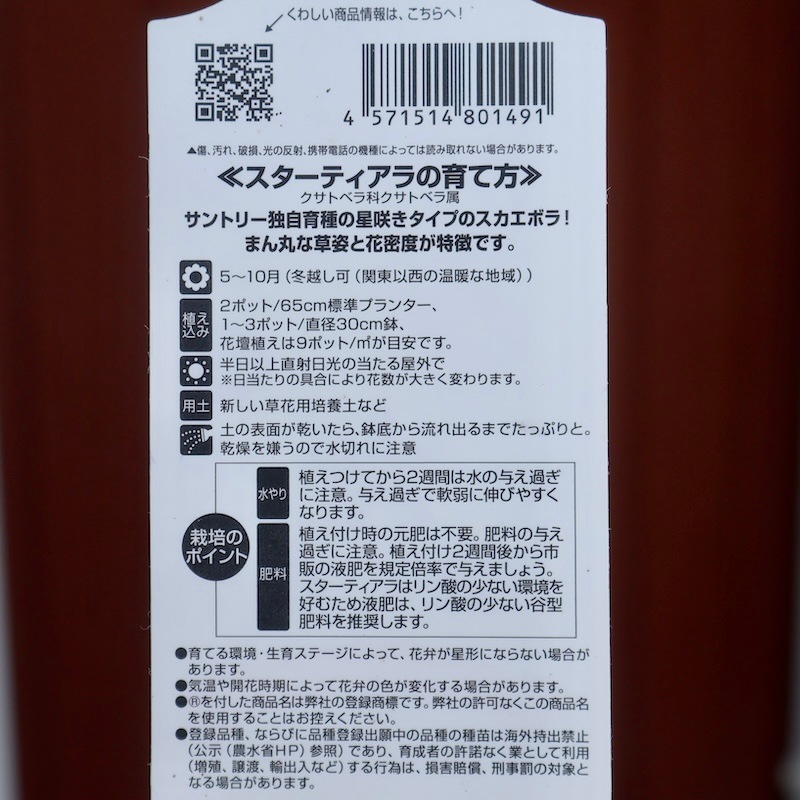 くわしい商品情報は、こちらへ!
4 571514 801491
▲傷、汚れ、破損、光の反射、携帯電話の機種によっては読み取れない場合があります。
≪スターティアラの育て方≫
クサトベラ科クサトベラ属
サントリー独自育種の星咲きタイプのスカエボラ!
まん丸な草姿と花密度が特徴です。
5〜10月(冬越し可(関東以西の温暖な地域))
植え込み
2ポット/65cm標準プランター、
1〜3ポット/直径30cm鉢、
花壇植えは9ポット/㎡が目安です。
半日以上直射日光の当たる屋外で
※日当たりの具合により花数が大きく変わります。
用土 新しい草花用培養土など
土の表面が乾いたら、鉢底から流れ出るまでたっぷりと。
乾燥を嫌うので水切れに注意
栽培の
ポイント
水やり
植えつけてから2週間は水の与え過ぎ
に注意。与え過ぎで軟弱に伸びやすく
なります。
肥料
植え付け時の元肥は不要。肥料の与え
過ぎに注意。植え付け2週間後から市
販の液肥を規定倍率で与えましょう。
スターティアラはリン酸の少ない環境を
好むため液肥は、リン酸の少ない谷型
肥料を推奨します。
●育てる環境・生育ステージによって、花弁が星形にならない場合が
あります。
●気温や開花時期によって花弁の色が変化する場合があります。
●Ⓡを付した商品名は弊社の登録商標です。弊社の許可なくこの商品名
を使用することはお控えください。
●登録品種、ならびに品種登録出願中の品種の種苗は海外持出禁止
(公示(農水省HP)参照)であり、育成者の許諾なく業として利用
(増殖、譲渡、輸出入など)する行為は、損害賠償、刑事罰の対象と
なる場合があります。